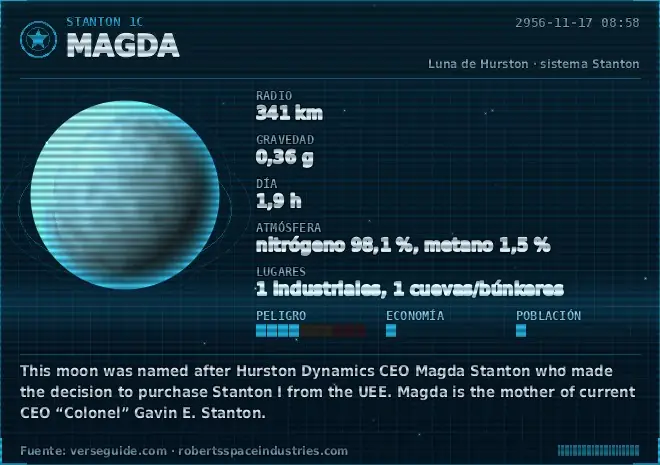 STANTON 1C
MAGDA
2956-11-17 08:58
Luna de Hurston · sistema Stanton
RADIO
341 km
GRAVEDAD
0,36 g
DÍA
1,9 h
ATMÓSFERA
nitrógeno 98,1 %, metano 1,5 %
LUGARES
1 industriales, 1 cuevas/búnkeres
PELIGRO
ECONOMÍA
POBLACIÓN
This moon was named after Hurston Dynamics CEO Magda Stanton who made
the decision to purchase Stanton I from the UEE. Magda is the mother of current
CEO “Colonel” Gavin E. Stanton.
Fuente: verseguide.com · robertsspaceindustries.com